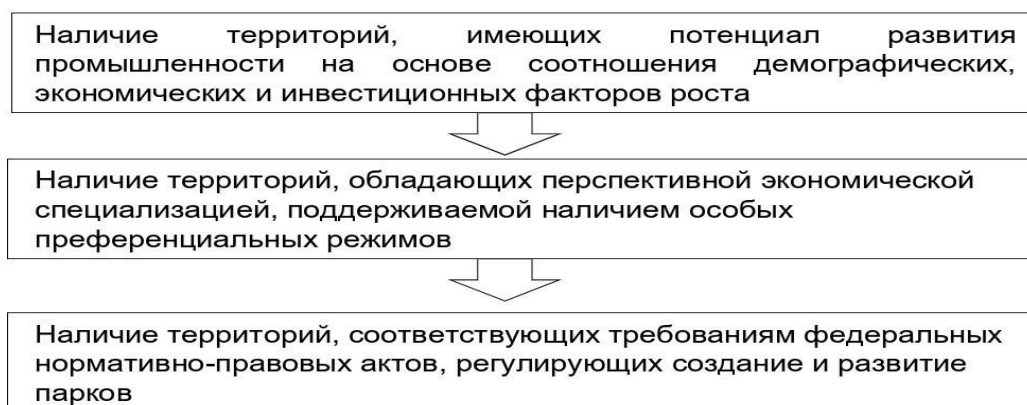 Наличие территорий, имеющих потенциал развития
промышленности на основе соотношения демографических,
экономических и инвестиционных факторов роста
Наличие территорий, обладающих перспективной экономической
специализацией, поддерживаемой наличием особых
преференциальных режимов
Наличие территорий, соответствующих требованиям федеральных
нормативно-правовых актов, регулирующих создание и развитие
парков